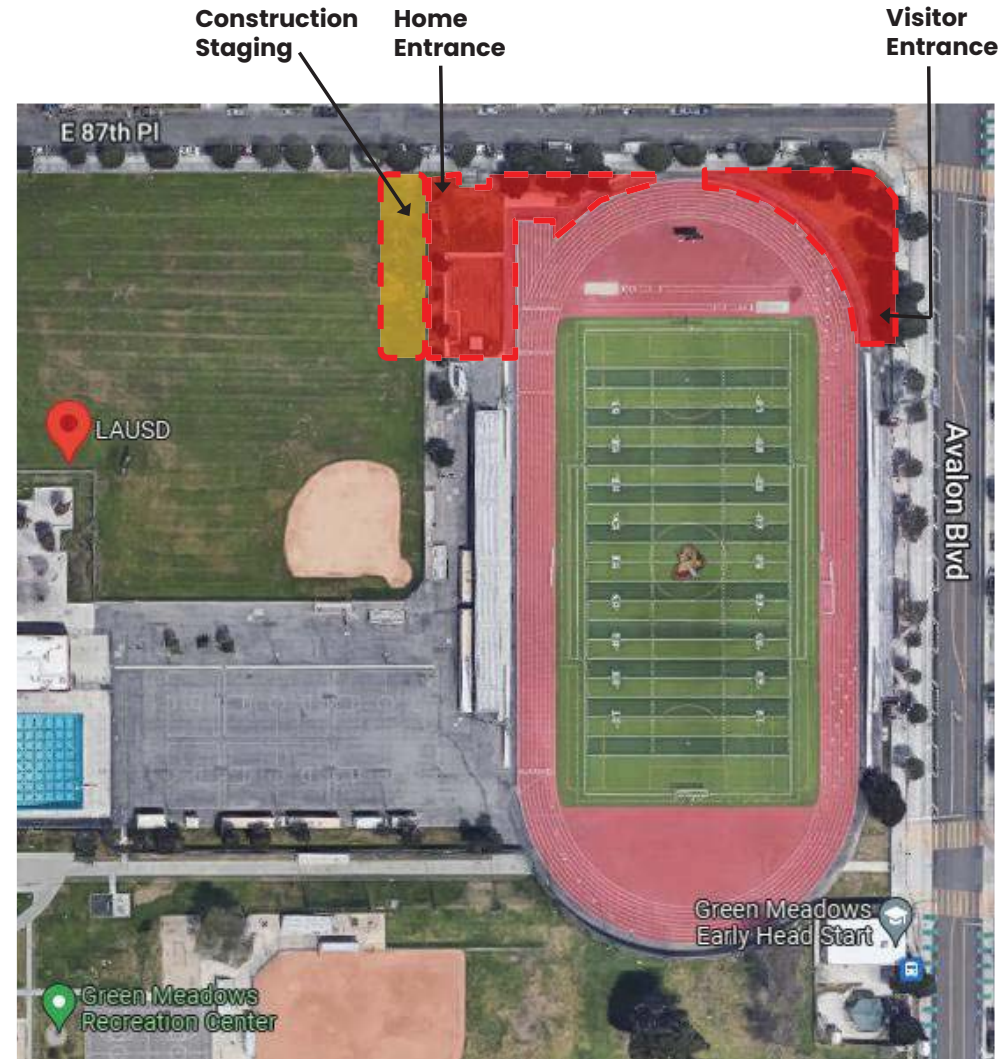 Construction
Staging
Home
Entrance
Visitor
Entrance
E 87th Pl
LAUSD
Avalon Blvd
Green Meadows
Early Head Start
Green Meadows
Recreation Center